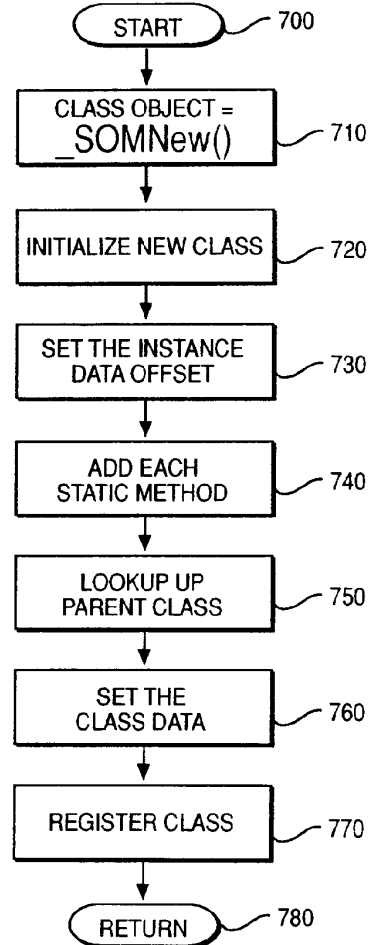 START
700
CLASS OBJECT =
_SOMNew()
710
INITIALIZE NEW CLASS
720
SET THE INSTANCE
DATA OFFSET
730
ADD EACH
STATIC METHOD
740
LOOKUP UP
PARENT CLASS
750
SET THE
CLASS DATA
760
REGISTER CLASS
770
RETURN
780